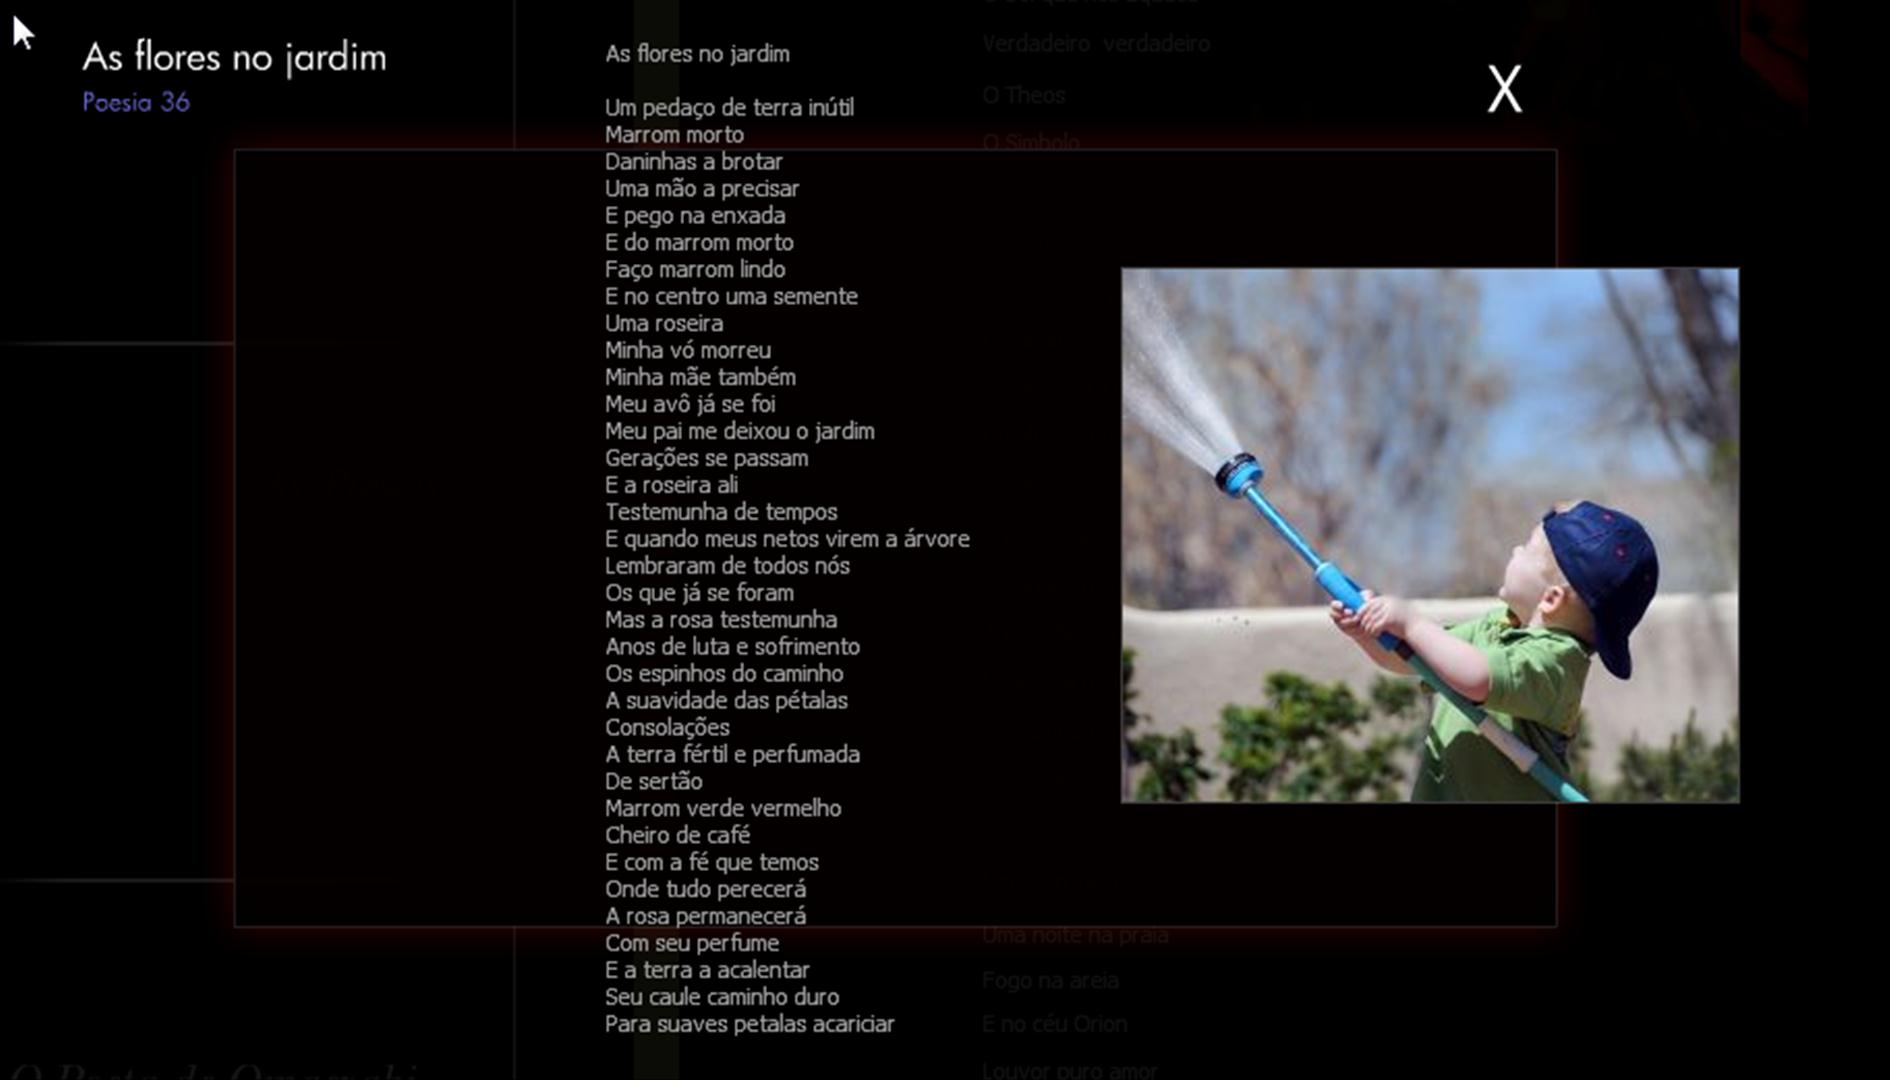 As flores no jardim
Poesia 36
X
As flores no jardim
Um pedaço de terra inútil
Marrom morto
Daninhas a brotar
Uma mão a precisar
E pego na enxada
E do marrom morto
Faço marrom lindo
E no centro uma semente
Uma roseira
Minha vó morreu
Minha mãe também
Meu avô já se foi
Meu pai me deixou o jardim
Gerações se passam
E a roseira ali
Testemunha de tempos
E quando meus netos virem a árvore
Lembraram de todos nós
Os que já se foram
Mas a rosa testemunha
Anos de luta e sofrimento
Os espinhos do caminho
A suavidade das pétalas
Consolações
A terra fértil e perfumada
De sertão
Marrom verde vermelho
Cheiro de café
E com a fé que temos
Onde tudo perecerá
A rosa permanecerá
Com seu perfume
E a terra a acalentar
Seu caule caminho duro
Para suaves petalas acariciar
Verdadeiro verdadeiro
O Theos
O Simbolo
Uma noite na praia
Fogo na areia
E no céu Orion
Louvor puro amor